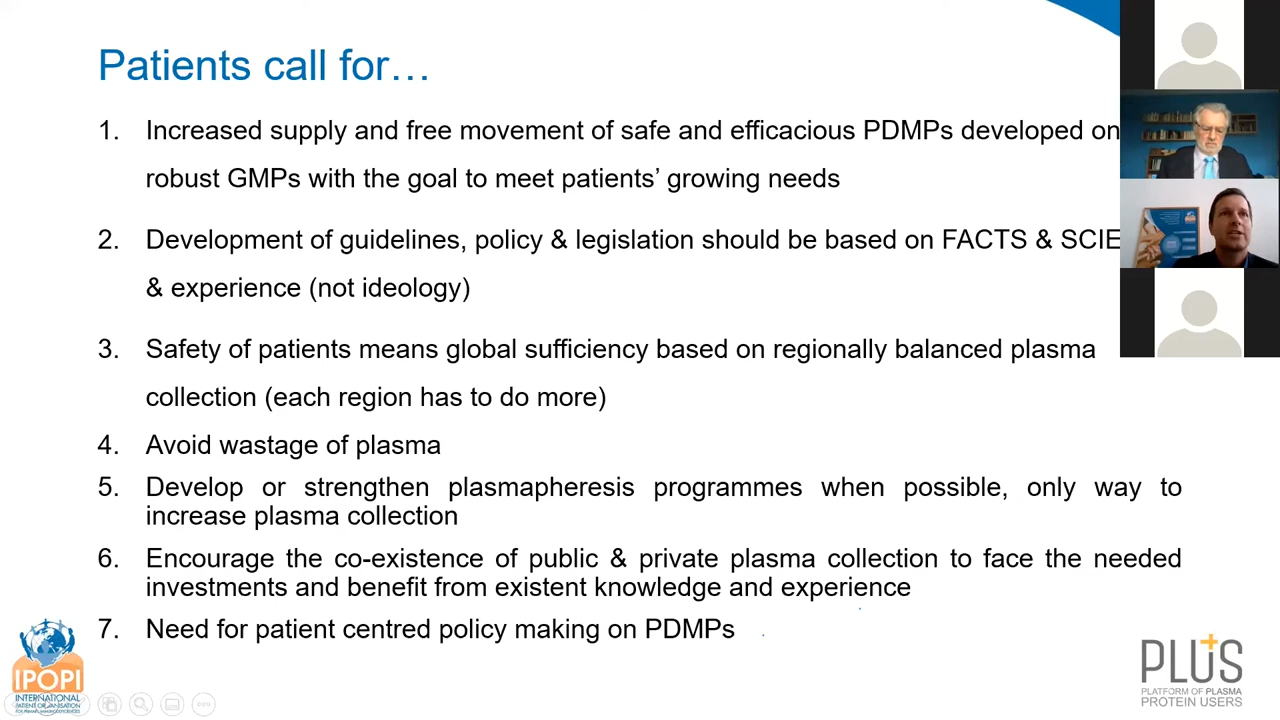 Patients call for…
1. Increased supply and free movement of safe and efficacious PDMPs developed on
robust GMPs with the goal to meet patients’ growing needs
2. Development of guidelines, policy & legislation should be based on FACTS & SCIE
& experience (not ideology)
3. Safety of patients means global sufficiency based on regionally balanced plasma
collection (each region has to do more)
4. Avoid wastage of plasma
5. Develop or strengthen plasmapheresis programmes when possible, only way to
increase plasma collection
6. Encourage the co-existence of public & private plasma collection to face the needed
investments and benefit from existent knowledge and experience
7. Need for patient centred policy making on PDMPs
IPOPI
INTERNATIONAL
PATIENT ORGANISATION
FOR PRIMARY IMMUNODEFICIENCIES
PLUS
PLATFORM OF PLASMA
PROTEIN USERS